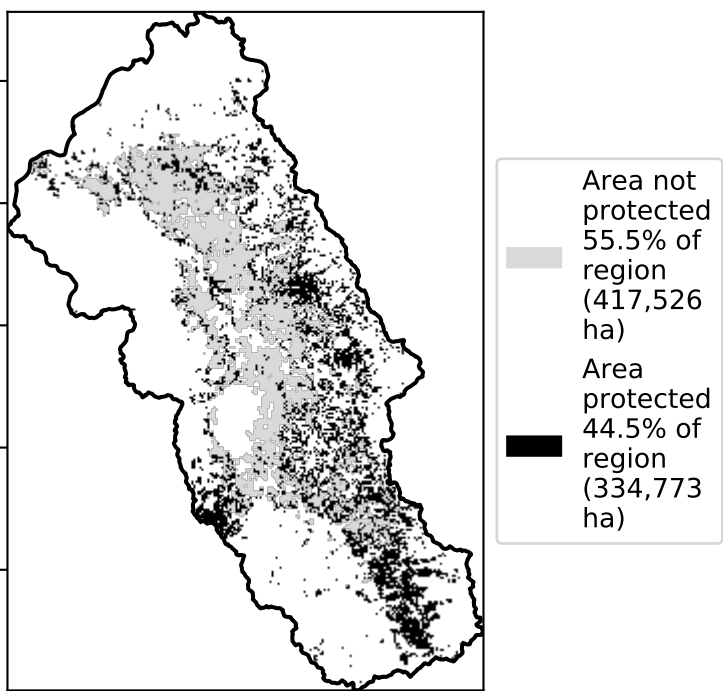 Area not
protected
55.5% of
region
(417,526
ha)
Area
protected
44.5% of
region
(334,773
ha)